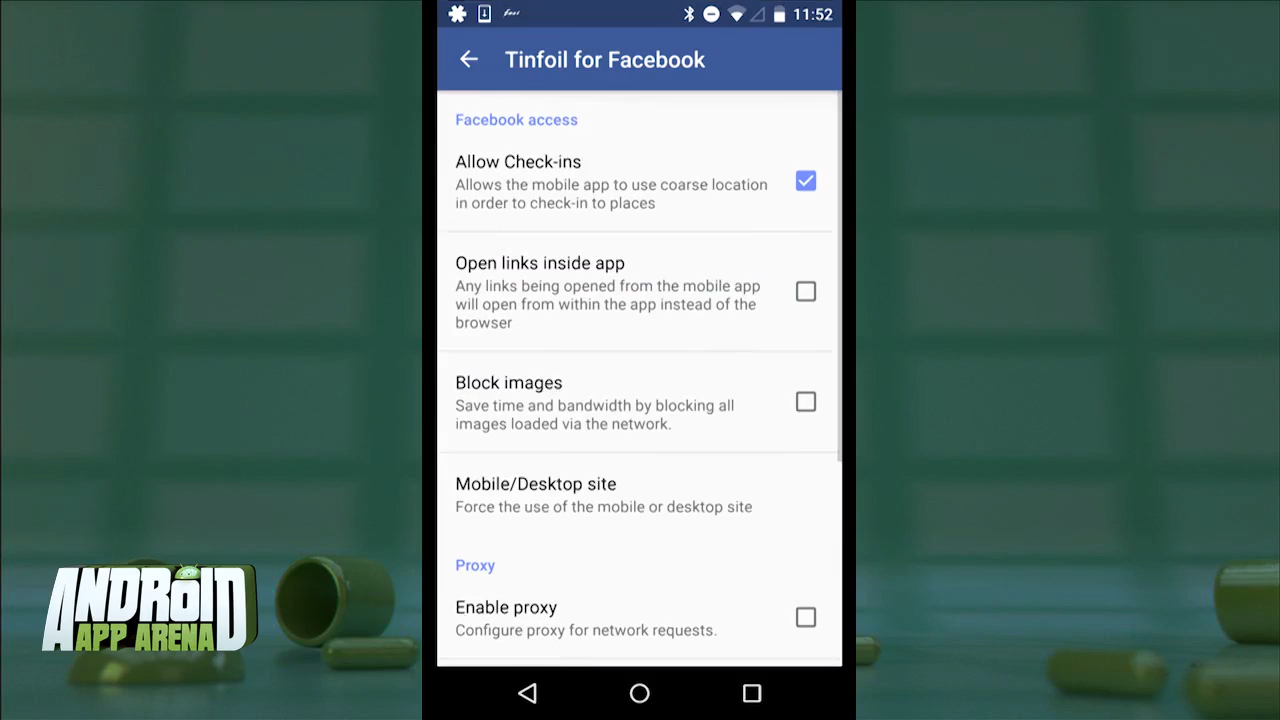 11:52
Tinfoil for Facebook
Facebook access
Allow Check-ins
Allows the mobile app to use coarse location
in order to check-in to places
Open links inside app
Any links being opened from the mobile app
will open from within the app instead of the
browser
Block images
Save time and bandwidth by blocking all
images loaded via the network.
Mobile/Desktop site
Force the use of the mobile or desktop site
Proxy
Enable proxy
Configure proxy for network requests.
ANDROID
APP ARENA